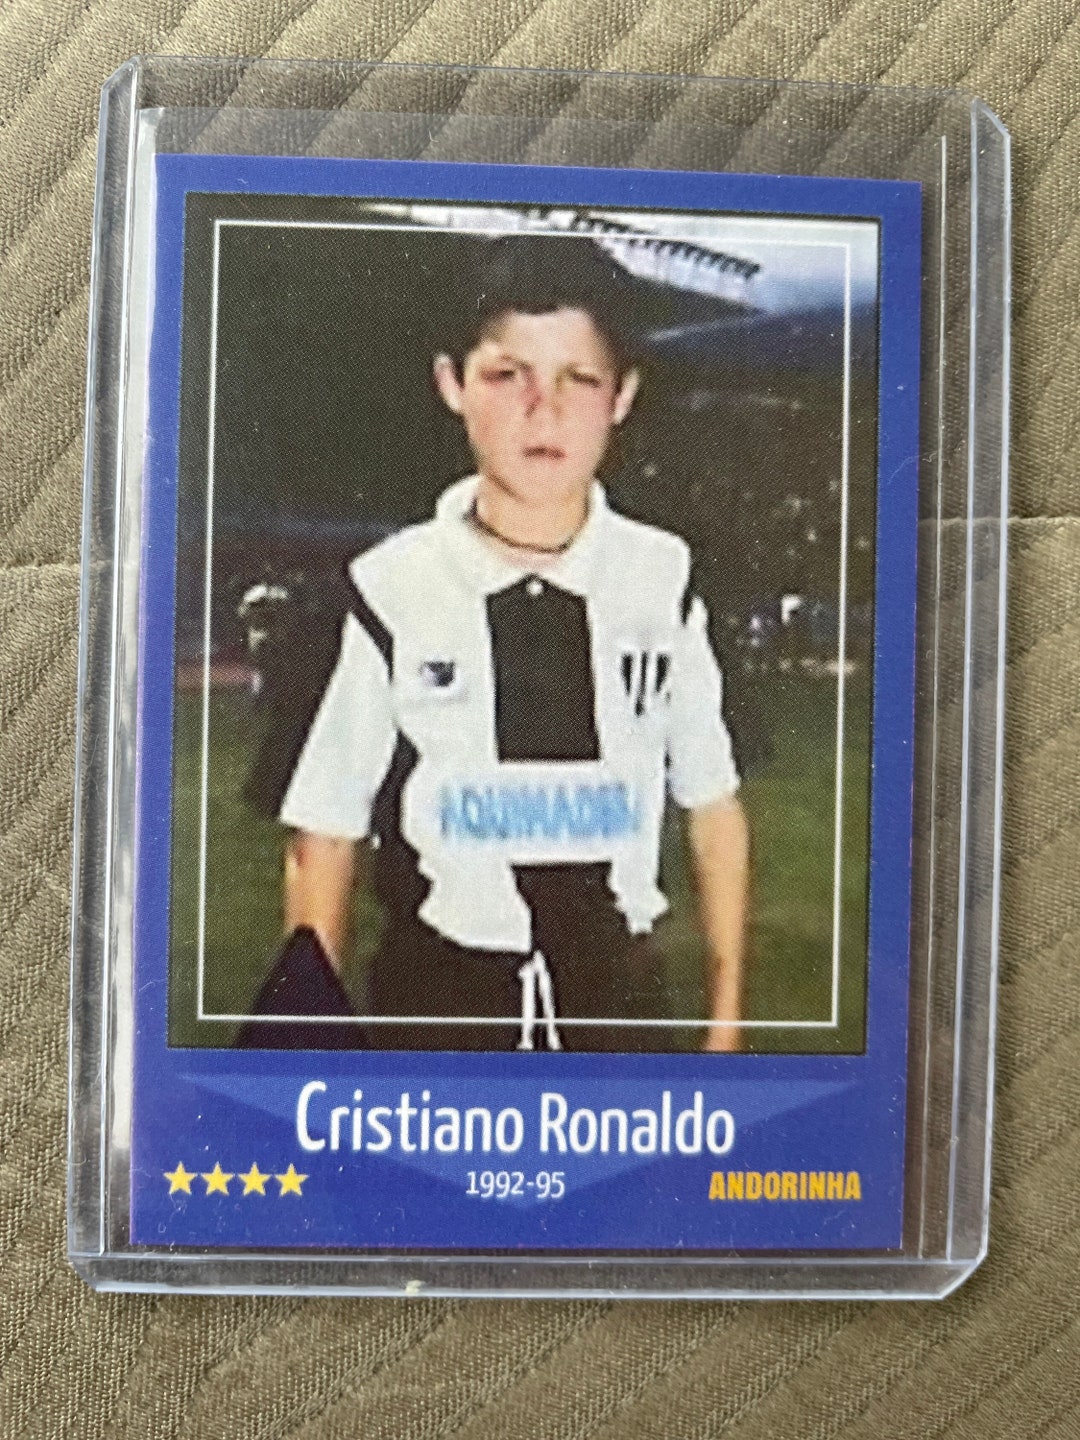 Cristiano Ronaldo
1992-95
ANDORINHA